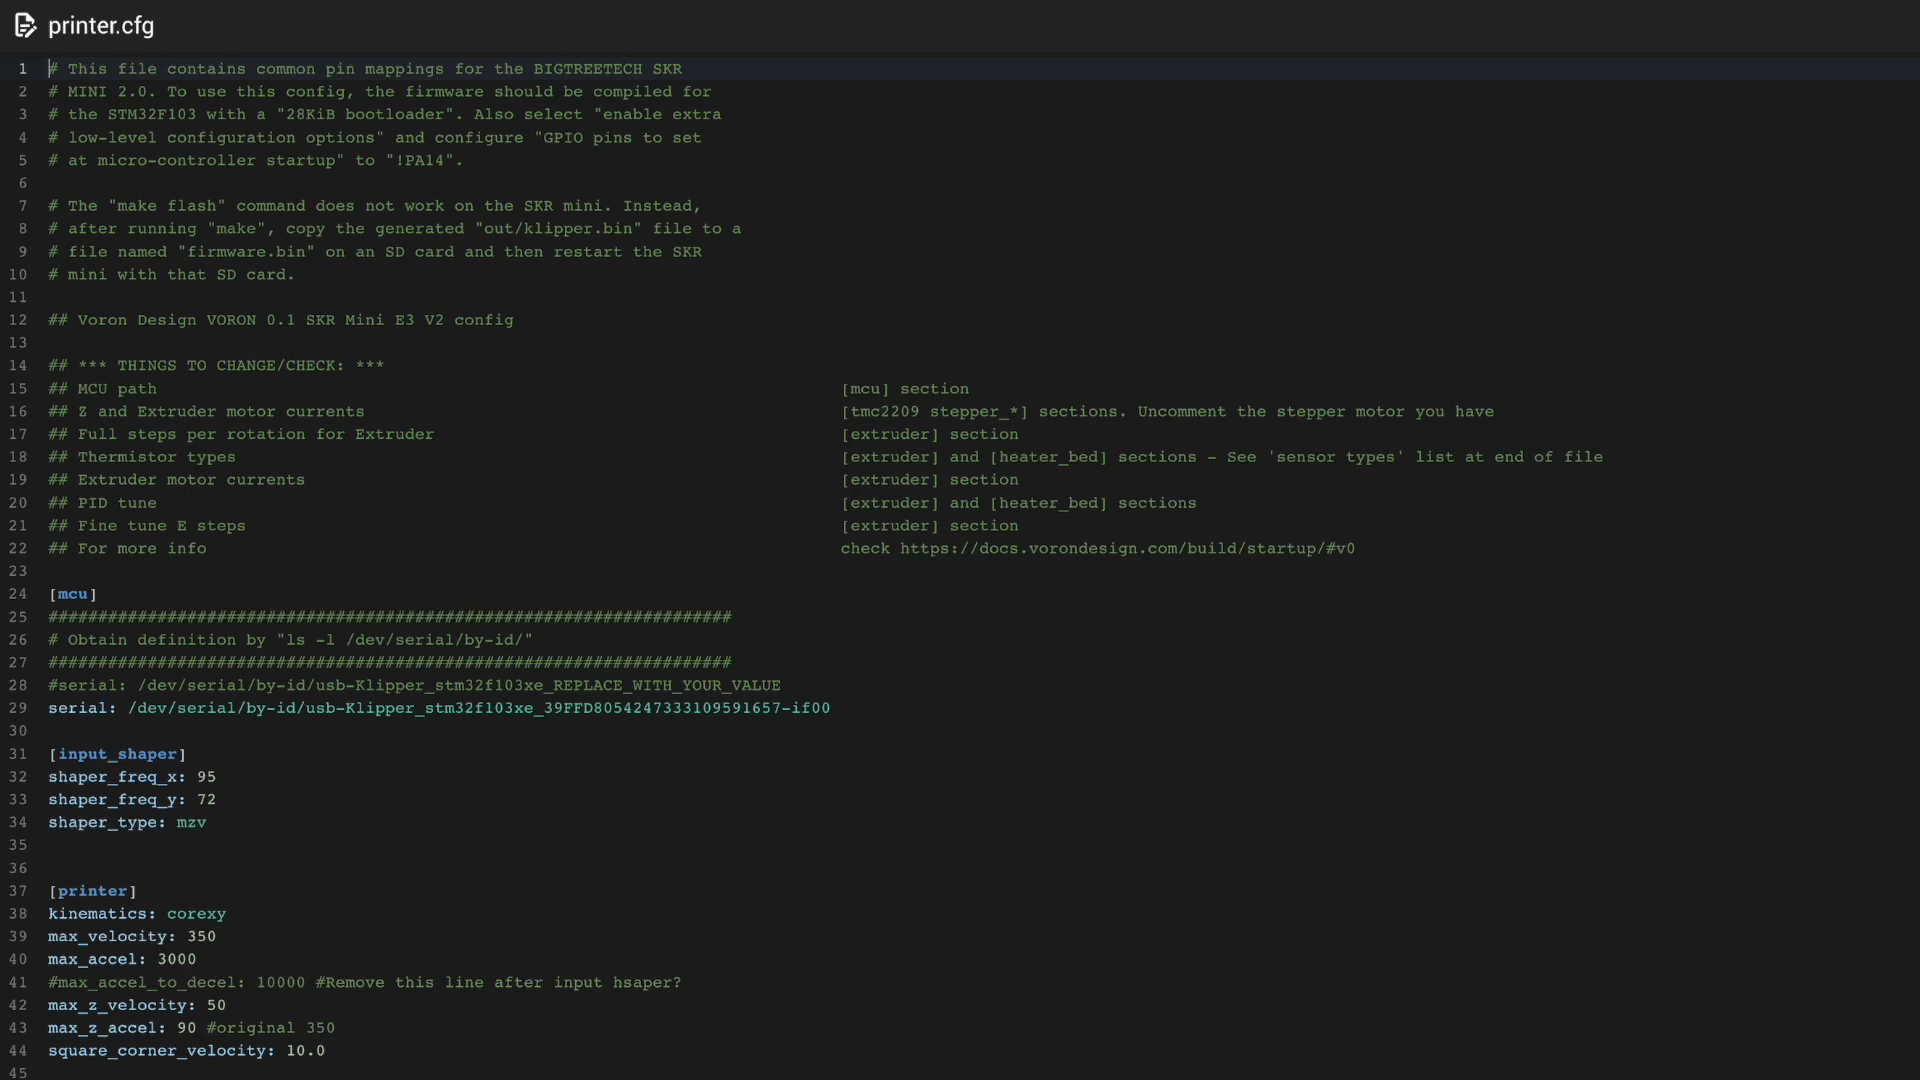 printer.cfg
1 # This file contains common pin mappings for the BIGTREETECH SKR
2 # MINI 2.0. To use this config, the firmware should be compiled for
3 # the STM32F103 with a "28KiB bootloader". Also select "enable extra
4 # low-level configuration options" and configure "GPIO pins to set
5 # at micro-controller startup" to "!PA14".
6
7 # The "make flash" command does not work on the SKR mini. Instead,
8 # after running "make", copy the generated "out/klipper.bin" file to a
9 # file named "firmware.bin" on an SD card and then restart the SKR
10 # mini with that SD card.
11
12 ## Voron Design VORON 0.1 SKR Mini E3 V2 config
13
14 ## *** THINGS TO CHANGE/CHECK: ***
15 ## MCU path [mcu] section
16 ## Z and Extruder motor currents [tmc2209 stepper_*] sections. Uncomment the stepper motor you have
17 ## Full steps per rotation for Extruder [extruder] section
18 ## Thermistor types [extruder] and [heater_bed] sections - See 'sensor types' list at end of file
19 ## Extruder motor currents [extruder] section
20 ## PID tune [extruder] and [heater_bed] sections
21 ## Fine tune E steps [extruder] section
22 ## For more info check https://docs.vorondesign.com/build/startup/#v0
23
24 [mcu]
25 #####################################################################
26 # Obtain definition by "ls -l /dev/serial/by-id/"
27 #####################################################################
28 #serial: /dev/serial/by-id/usb-Klipper_stm32f103xe_REPLACE_WITH_YOUR_VALUE
29 serial: /dev/serial/by-id/usb-Klipper_stm32f103xe_39FFD8054247333109591657-if00
30
31 [input_shaper]
32 shaper_freq_x: 95
33 shaper_freq_y: 72
34 shaper_type: mzv
35
36
37 [printer]
38 kinematics: corexy
39 max_velocity: 350
40 max_accel: 3000
41 #max_accel_to_decel: 10000 #Remove this line after input hsaper?
42 max_z_velocity: 50
43 max_z_accel: 90 #original 350
44 square_corner_velocity: 10.0
45